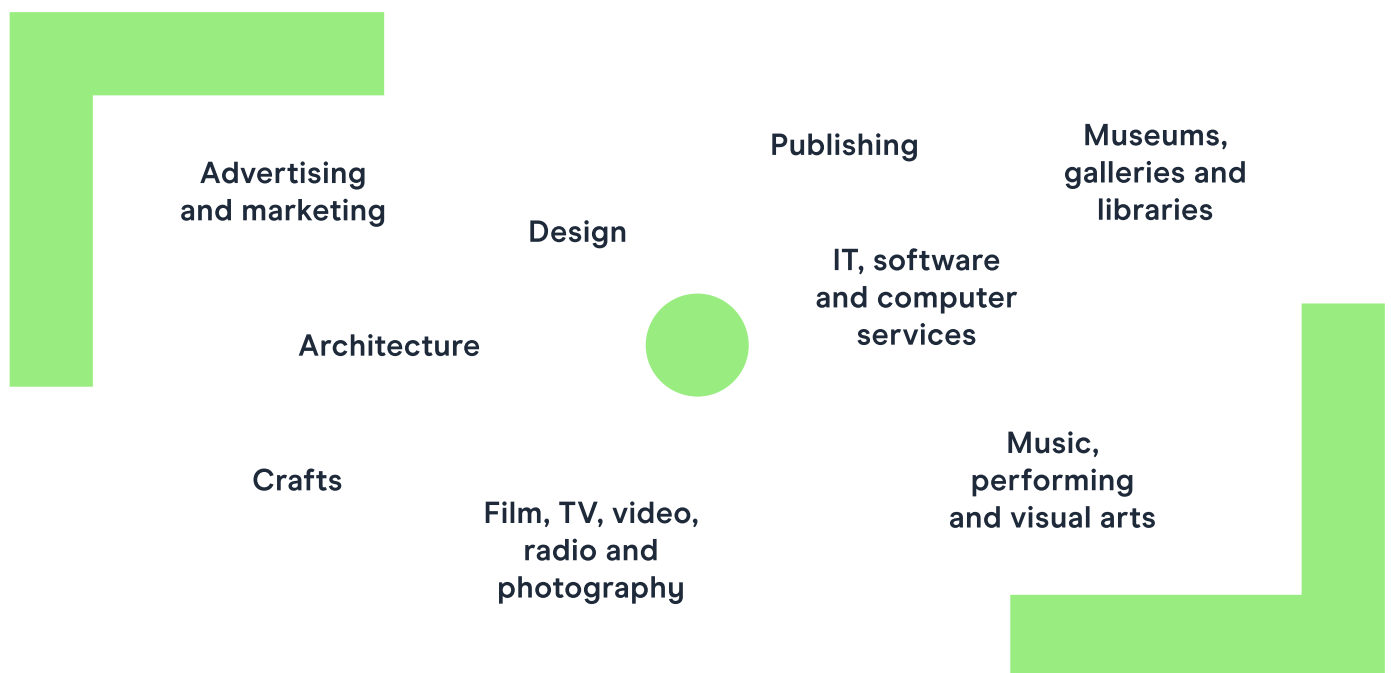 Advertising
and marketing
Design
Publishing
Museums,
galleries and
libraries
Architecture
IT, software
and computer
services
Crafts
Film, TV, video,
radio and
photography
Music,
performing
and visual arts